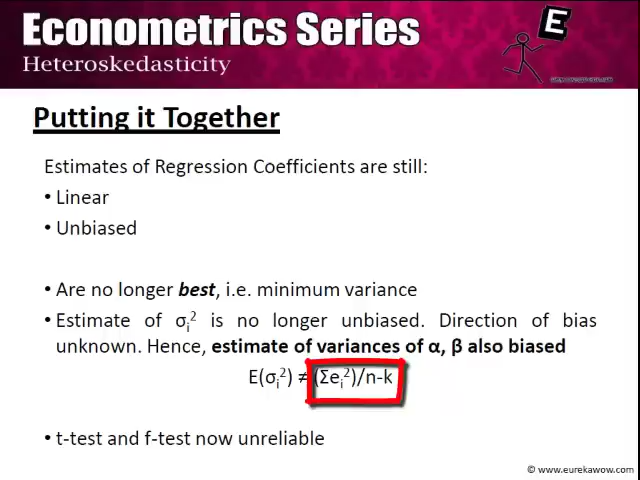 Econometrics Series
E
Heteroskedasticity
Putting it Together
Estimates of Regression Coefficients are still:
• Linear
• Unbiased
• Are no longer best, i.e. minimum variance
• Estimate of σᵢ² is no longer unbiased. Direction of bias
unknown. Hence, estimate of variances of α, β also biased
E(σᵢ²) ≠ (Σeᵢ²)/n-k
• t-test and f-test now unreliable
© www.eurekawow.com